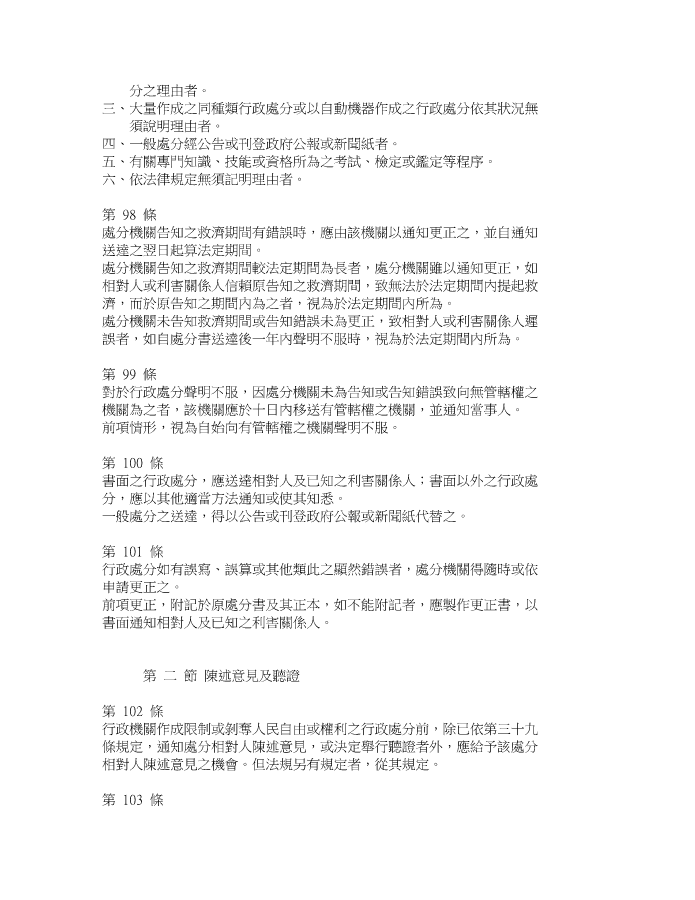 分之理由者。
三、大量作成之同種類行政處分或以自動機器作成之行政處分依其狀況無
須說明理由者。
四、一般處分經公告或刊登政府公報或新聞紙者。
五、有關專門知識、技能或資格所為之考試、檢定或鑑定等程序。
六、依法律規定無須記明理由者。
第 98 條
處分機關告知之救濟期間有錯誤時，應由該機關以通知更正之，並自通知
送達之翌日起算法定期間。
處分機關告知之救濟期間較法定期間為長者，處分機關雖以通知更正，如
相對人或利害關係人信賴原告知之救濟期間，致無法於法定期間內提起救
濟，而於原告知之期間內為之者，視為於法定期間內所為。
處分機關未告知救濟期間或告知錯誤未為更正，致相對人或利害關係人遲
誤者，如自處分書送達後一年內聲明不服時，視為於法定期間內所為。
第 99 條
對於行政處分聲明不服，因處分機關未為告知或告知錯誤致向無管轄權之
機關為之者，該機關應於十日內移送有管轄權之機關，並通知當事人。
前項情形，視為自始向有管轄權之機關聲明不服。
第 100 條
書面之行政處分，應送達相對人及已知之利害關係人；書面以外之行政處
分，應以其他適當方法通知或使其知悉。
一般處分之送達，得以公告或刊登政府公報或新聞紙代替之。
第 101 條
行政處分如有誤寫、誤算或其他類此之顯然錯誤者，處分機關得隨時或依
申請更正之。
前項更正，附記於原處分書及其正本，如不能附記者，應製作更正書，以
書面通知相對人及已知之利害關係人。
第 二 節 陳述意見及聽證
第 102 條
行政機關作成限制或剝奪人民自由或權利之行政處分前，除已依第三十九
條規定，通知處分相對人陳述意見，或決定舉行聽證者外，應給予該處分
相對人陳述意見之機會。但法規另有規定者，從其規定。
第 103 條